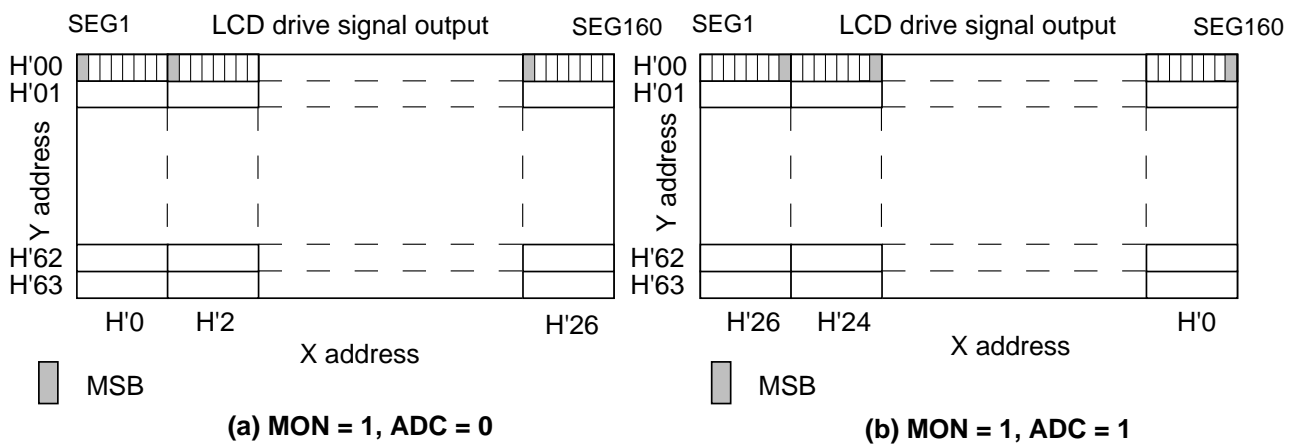 SEG1 LCD drive signal output SEG160
H'00
H'01
Y address
H'62
H'63
H'0 H'2 H'26
X address
MSB
(a) MON = 1, ADC = 0
SEG1 LCD drive signal output SEG160
H'00
H'01
Y address
H'62
H'63
H'26 H'24 H'0
X address
MSB
(b) MON = 1, ADC = 1